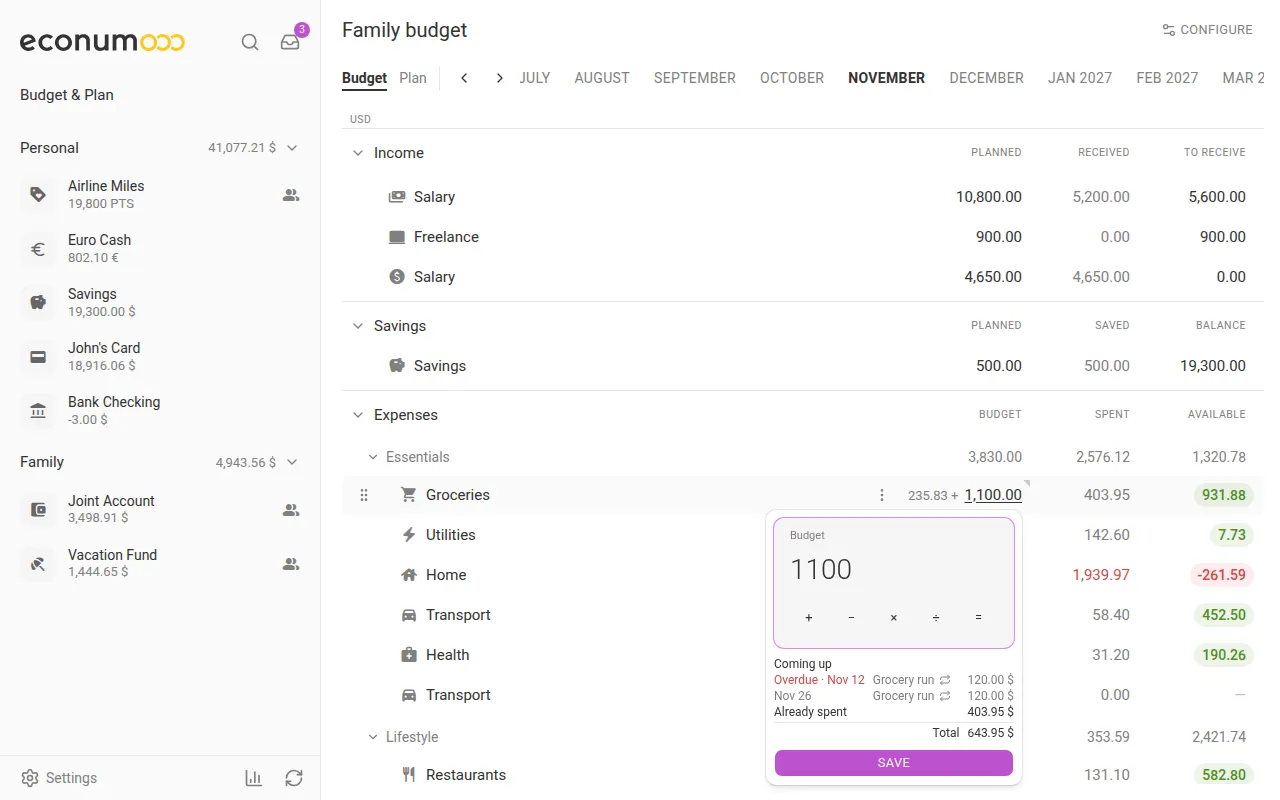 econumo
3
Budget & Plan
Personal 41,077.21 $
Airline Miles
19,800 PTS
Euro Cash
802.10 €
Savings
19,300.00 $
John's Card
18,916.06 $
Bank Checking
-3.00 $
Family 4,943.56 $
Joint Account
3,498.91 $
Vacation Fund
1,444.65 $
Settings
Family budget CONFIGURE
Budget Plan JULY AUGUST SEPTEMBER OCTOBER NOVEMBER DECEMBER JAN 2027 FEB 2027 MAR 2
USD
Income PLANNED RECEIVED TO RECEIVE
Salary 10,800.00 5,200.00 5,600.00
Freelance 900.00 0.00 900.00
Salary 4,650.00 4,650.00 0.00
Savings PLANNED SAVED BALANCE
Savings 500.00 500.00 19,300.00
Expenses BUDGET SPENT AVAILABLE
Essentials 3,830.00 2,576.12 1,320.78
Groceries 235.83 + 1,100.00 403.95 931.88
Utilities 142.60 7.73
Home 1,939.97 -261.59
Transport 58.40 452.50
Health 31.20 190.26
Transport 0.00 —
Lifestyle 353.59 2,421.74
Restaurants 131.10 582.80
Budget
1100
+ − × ÷ =
Coming up
Overdue · Nov 12 Grocery run 120.00 $
Nov 26 Grocery run 120.00 $
Already spent 403.95 $
Total 643.95 $
SAVE